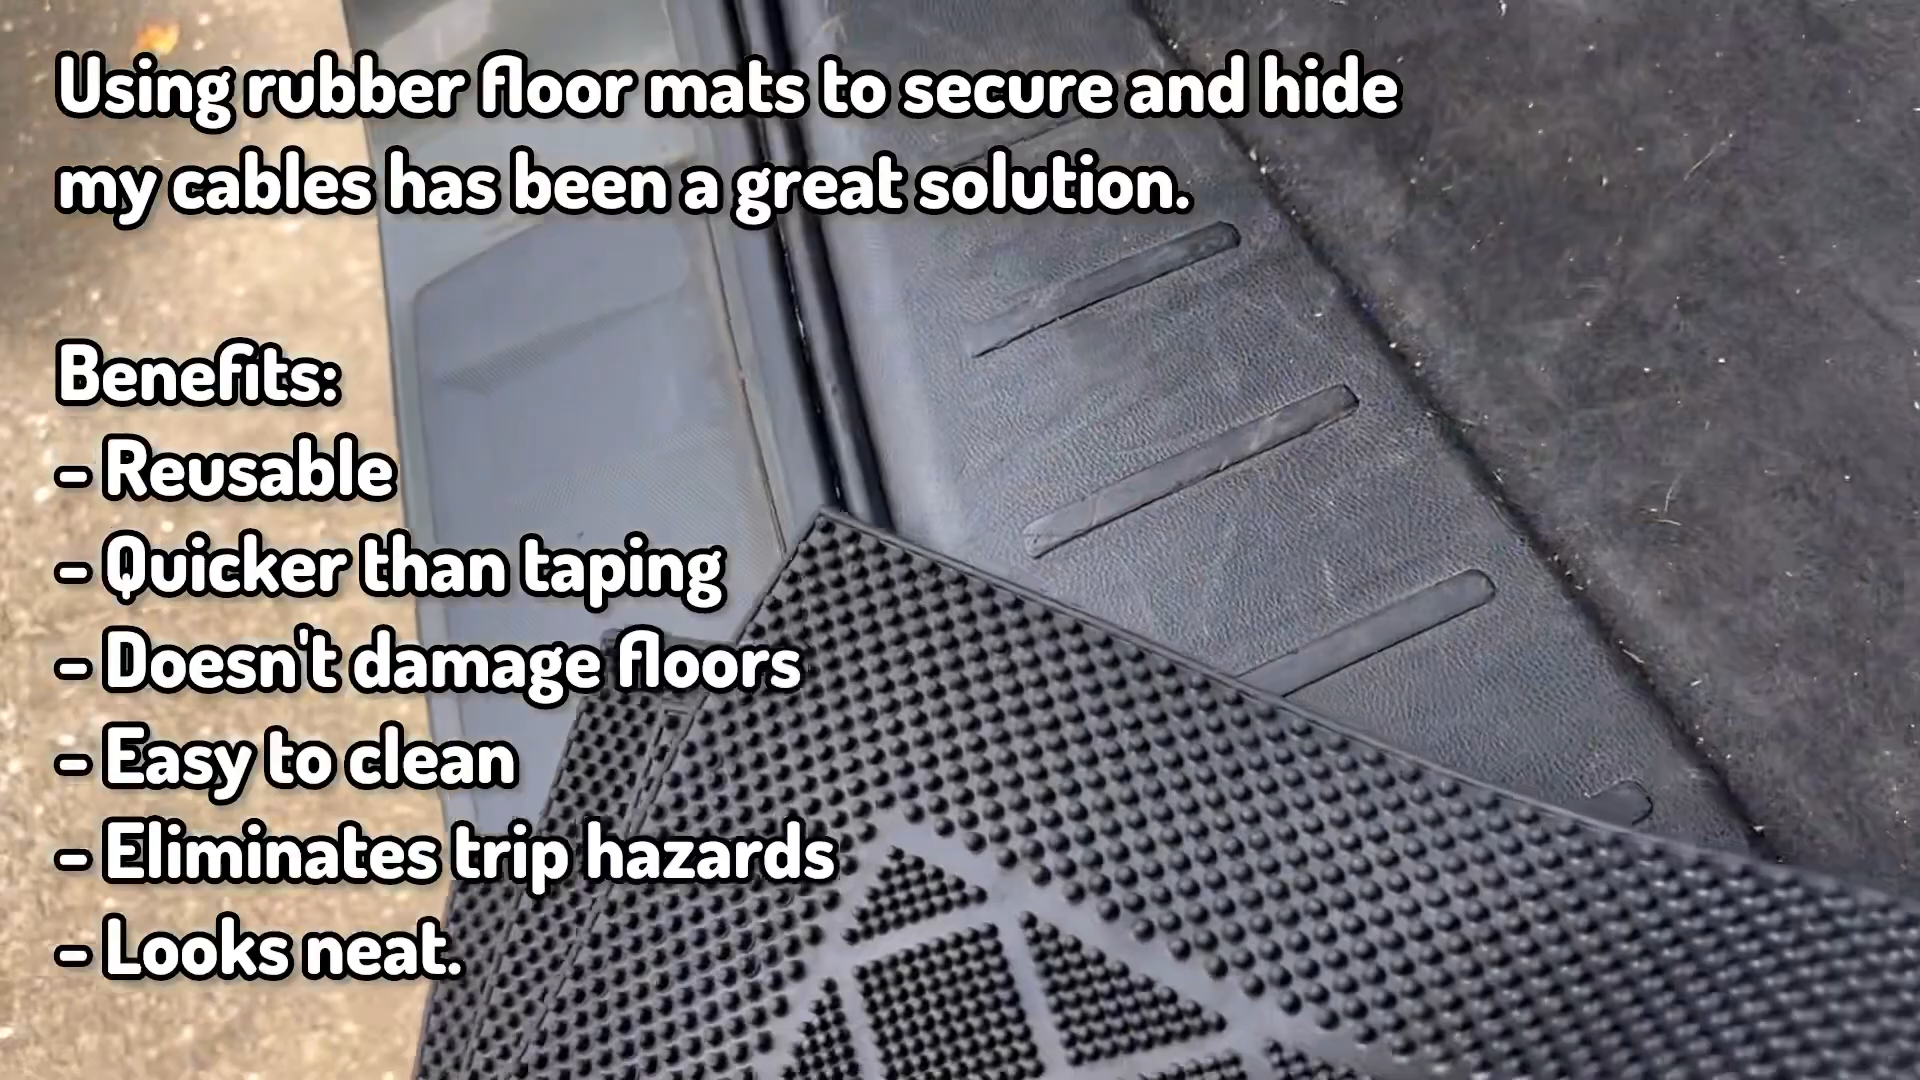 Using rubber floor mats to secure and hide
my cables has been a great solution.
Benefits:
- Reusable
- Quicker than taping
- Doesn't damage floors
- Easy to clean
- Eliminates trip hazards
- Looks neat.